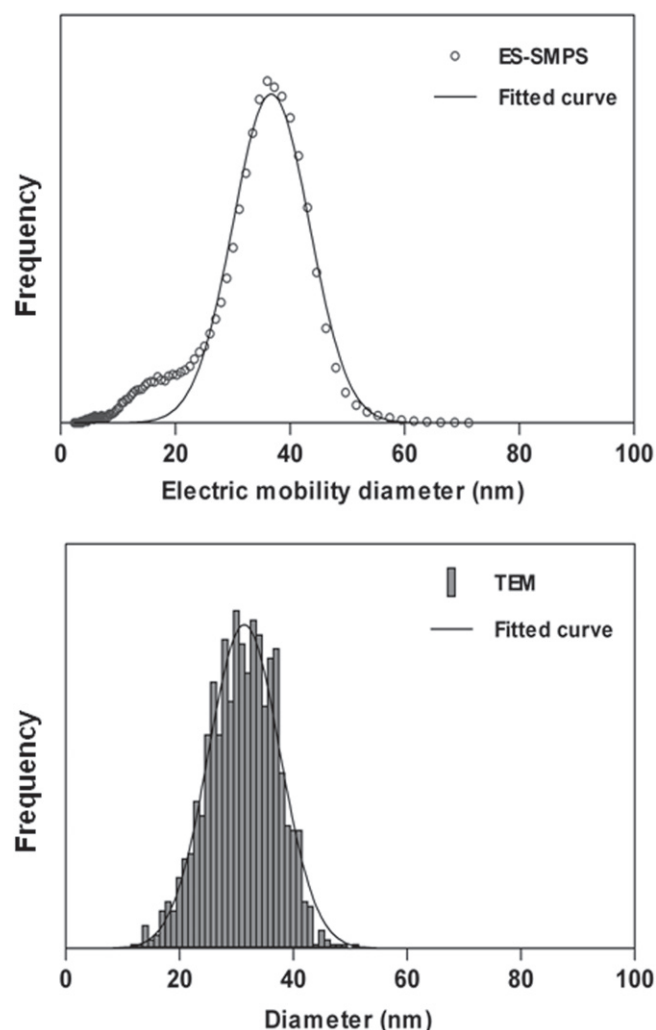 ES-SMPS
Fitted curve
Frequency
0 20 40 60 80 100
Electric mobility diameter (nm)
TEM
Fitted curve
Frequency
0 20 40 60 80 100
Diameter (nm)